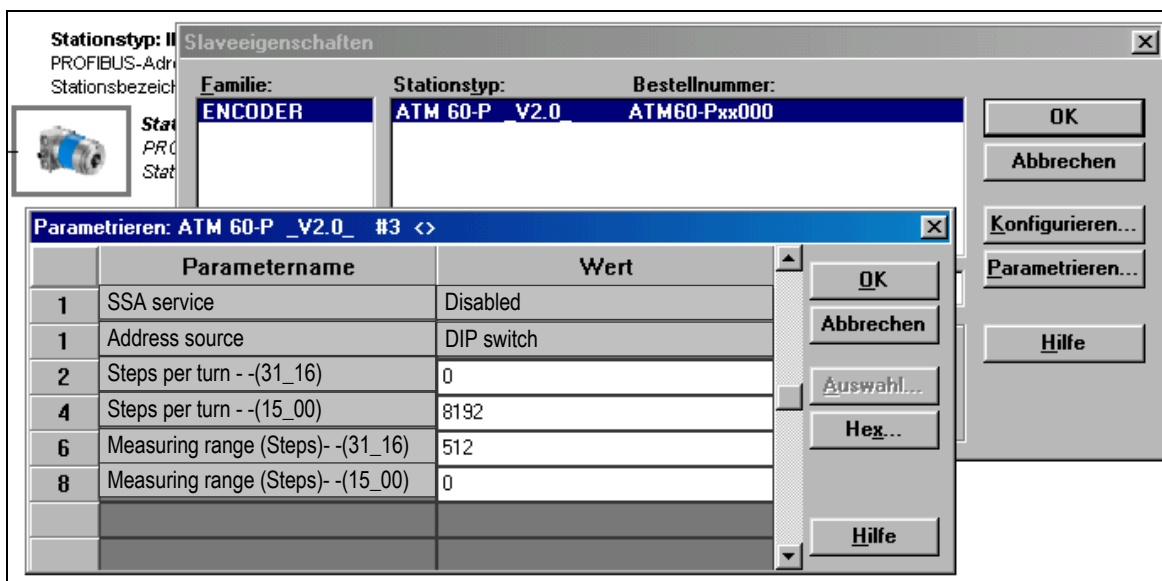 Stationstyp: II
PROFIBUS-Adr
Stationsbezeich
Stat
PRO
Stat
Slaveeigenschaften
Familie: Stationstyp: Bestellnummer:
ENCODER ATM 60-P _V2.0_ ATM60-Pxx000
OK
Abbrechen
Konfigurieren...
Parametrieren...
Hilfe
Parametrieren: ATM 60-P _V2.0_ #3 <>
Parametername Wert
1 SSA service Disabled
1 Address source DIP switch
2 Steps per turn - -(31_16) 0
4 Steps per turn - -(15_00) 8192
6 Measuring range (Steps)- -(31_16) 512
8 Measuring range (Steps)- -(15_00) 0
OK
Abbrechen
Auswahl...
Hex...
Hilfe